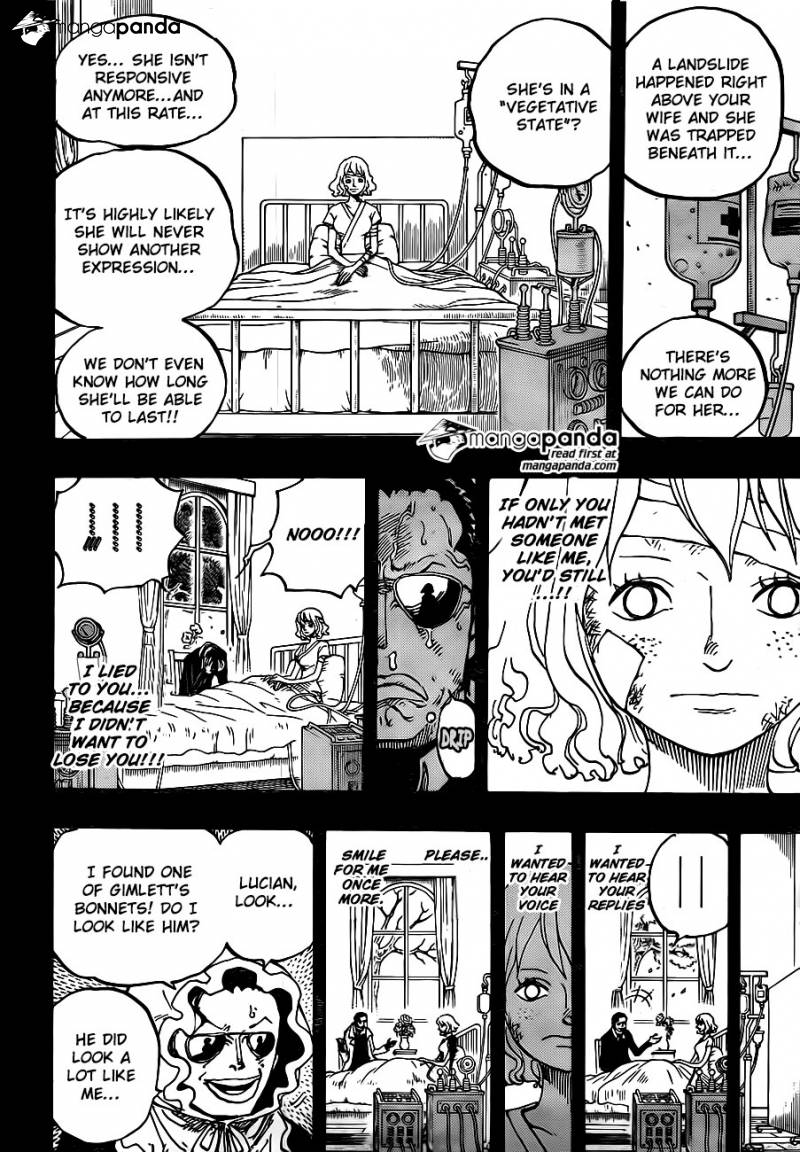 mangapanda
A LANDSLIDE
HAPPENED RIGHT
ABOVE YOUR
WIFE AND SHE
WAS TRAPPED
BENEATH IT...
THERE'S
NOTHING MORE
WE CAN DO
FOR HER...
SHE'S IN A
"VEGETATIVE
STATE"?
YES... SHE ISN'T
RESPONSIVE
ANYMORE...AND
AT THIS RATE...
IT'S HIGHLY LIKELY
SHE WILL NEVER
SHOW ANOTHER
EXPRESSION...
WE DON'T EVEN
KNOW HOW LONG
SHE'LL BE ABLE
TO LAST!!
mangapanda
read first at
mangapanda.com
IF ONLY YOU
HADN'T MET
SOMEONE
LIKE ME,
YOU'D STILL
...!!
DRIP
NOOO!!!
I LIED
TO YOU...
BECAUSE
I DIDN'T
WANT TO
LOSE YOU!!!
I
WANTED
TO HEAR
YOUR
REPLIES
I
WANTED
TO HEAR
YOUR
VOICE
PLEASE..
SMILE
FOR ME
ONCE
MORE.
LUCIAN,
LOOK...
I FOUND ONE
OF GIMLETT'S
BONNETS! DO I
LOOK LIKE HIM?
HE DID
LOOK A
LOT LIKE
ME...